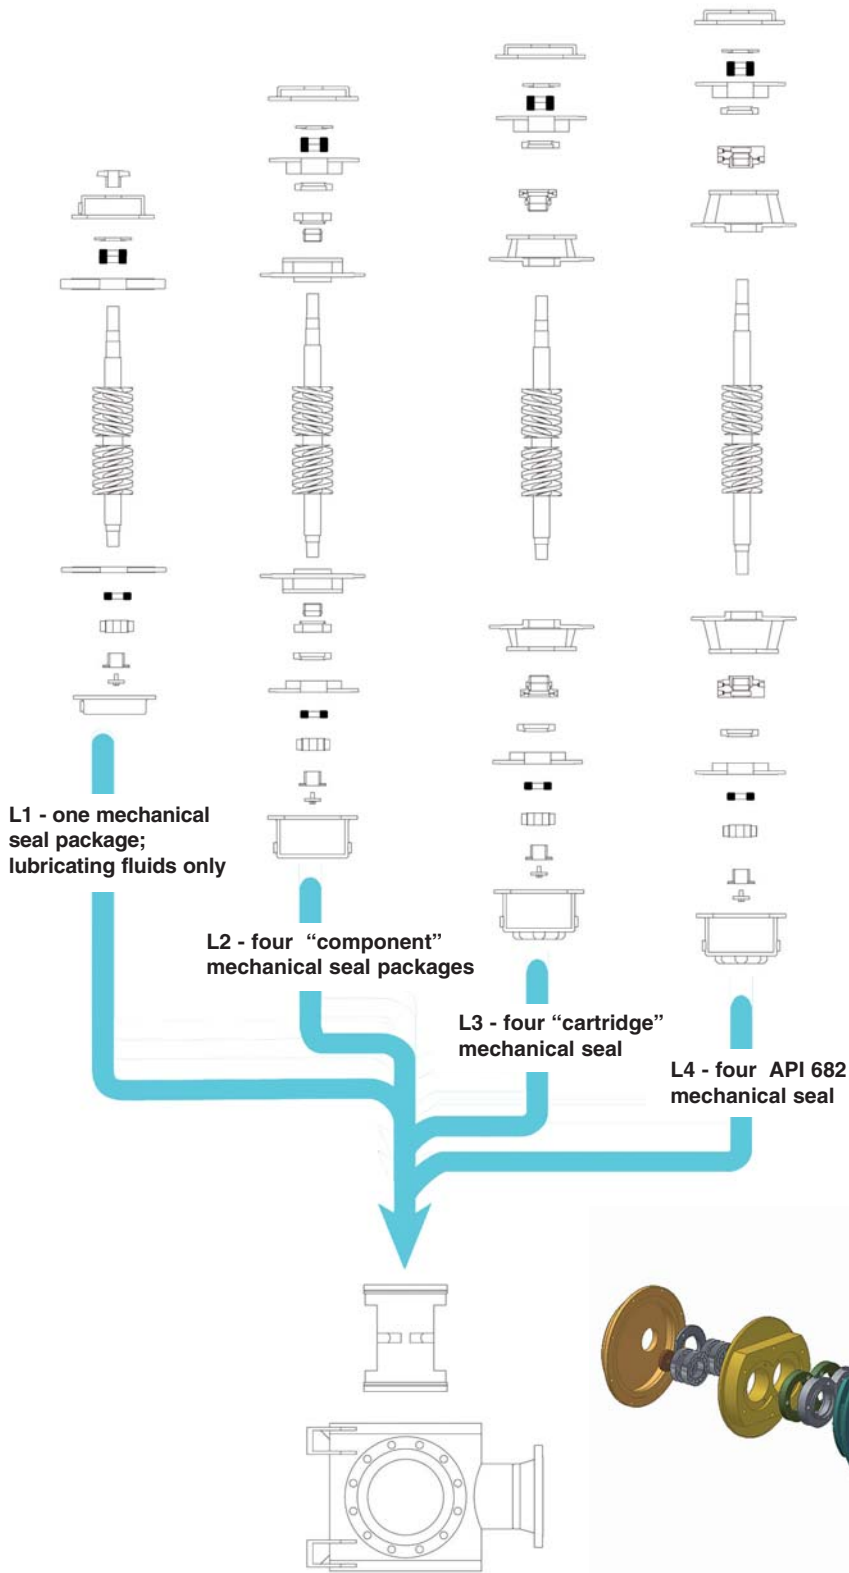 L1 - one mechanical
seal package;
lubricating fluids only
L2 - four “component”
mechanical seal packages
L3 - four “cartridge”
mechanical seal
L4 - four API 682
mechanical seal